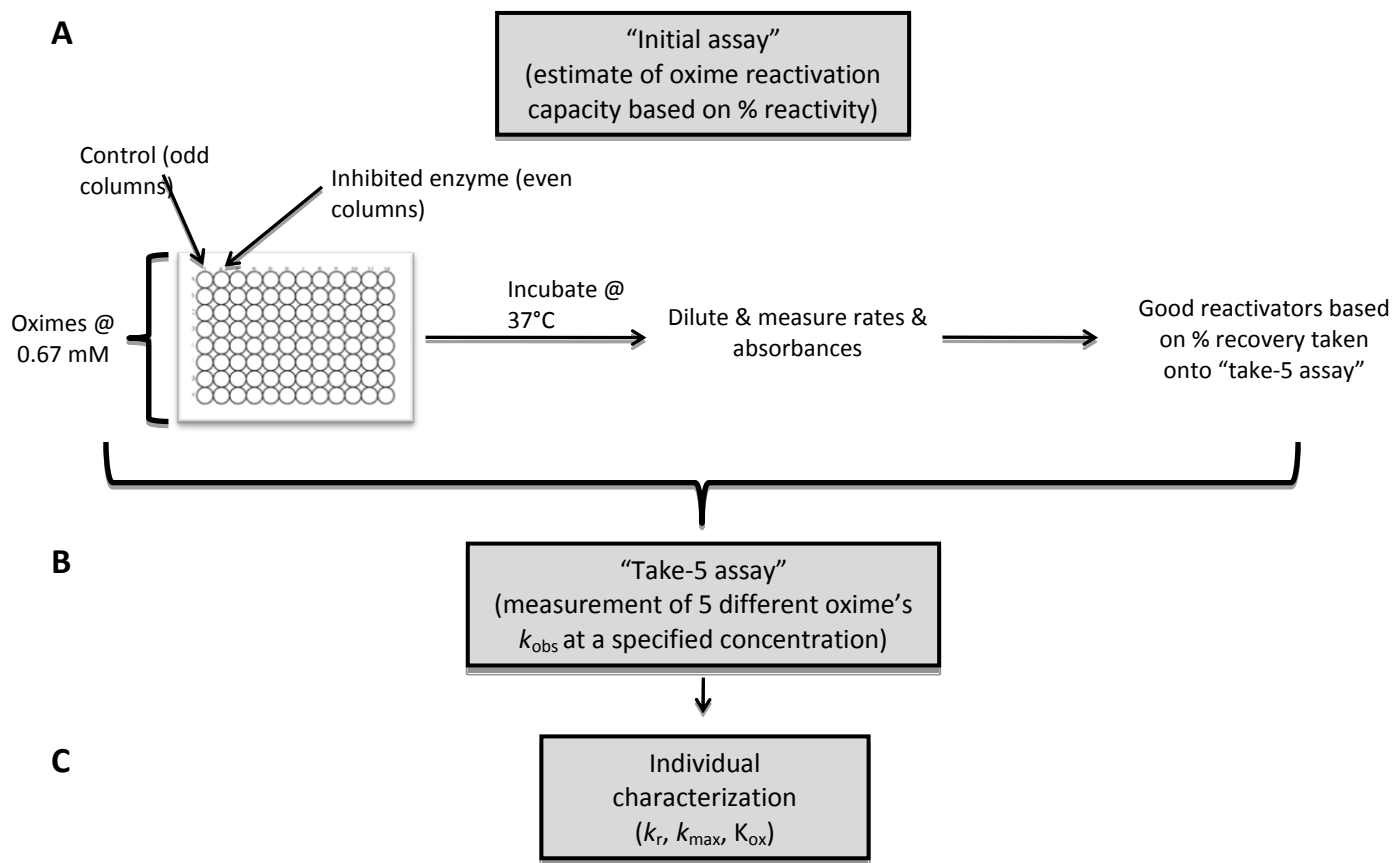 A
“Initial assay”
(estimate of oxime reactivation
capacity based on % reactivity)
Control (odd
columns)
Inhibited enzyme (even
columns)
Oximes @
0.67 mM
Incubate @
37°C
Dilute & measure rates &
absorbances
Good reactivators based
on % recovery taken
onto “take-5 assay”
B
“Take-5 assay”
(measurement of 5 different oxime’s
kobs at a specified concentration)
C
Individual
characterization
(kr, kmax, Kox)